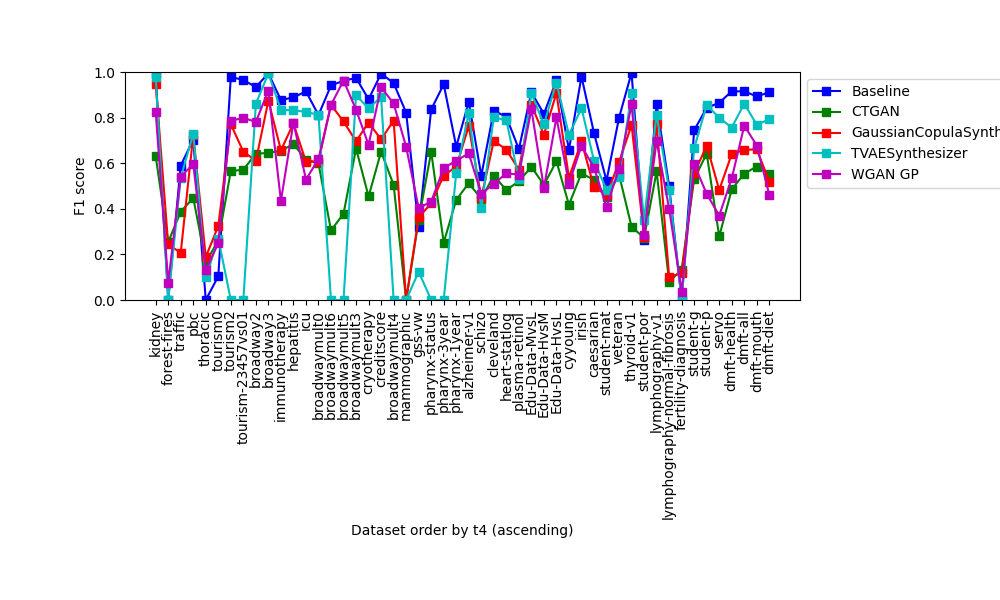 1.0
0.8
0.6
0.4
0.2
0.0
F1 score
kidney
forest-fires
traffic
pbc
thoracic
tourism0
tourism2
tourism-23457vs01
broadway2
broadway3
immunotherapy
hepatitis
icu
broadwaymult0
broadwaymult6
broadwaymult5
broadwaymult3
cryotherapy
creditscore
broadwaymult4
mammographic
gss-vw
pharynx-status
pharynx-3year
pharynx-1year
alzheimer-v1
schizo
cleveland
heart-statlog
plasma-retinol
Edu-Data-MvsL
Edu-Data-HvsM
Edu-Data-HvsL
cyyoung
irish
caesarian
student-mat
veteran
thyroid-v1
student-por
lymphography-v1
lymphography-normal-fibrosis
fertility-diagnosis
student-g
student-p
servo
dmft-health
dmft-all
dmft-mouth
dmft-diet
Dataset order by t4 (ascending)
Baseline
CTGAN
GaussianCopulaSynth
TVAESynthesizer
WGAN GP